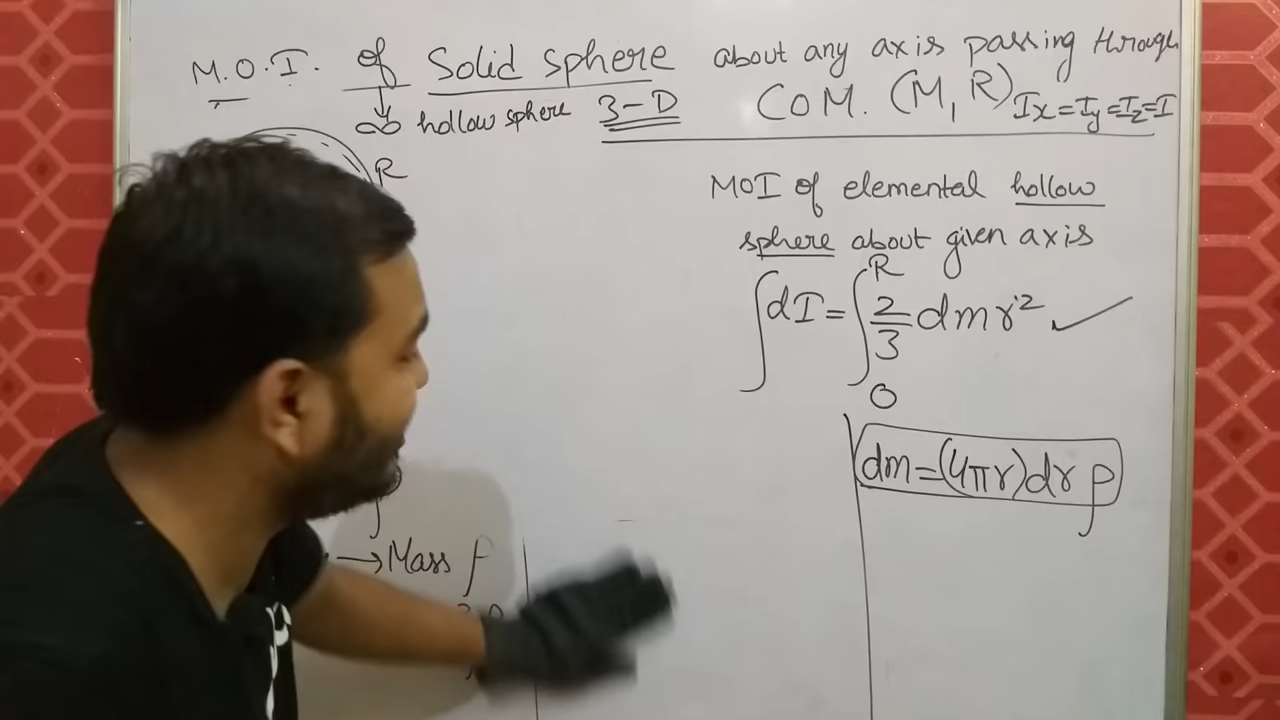 M.O.I. of Solid sphere about any axis passing through
↳ hollow sphere 3-D COM. (M, R) Ix=Iy=Iz=I
R
MOI of elemental hollow
sphere about given axis
∫dI = ∫₀ᴿ 2/3 dm r²
dm=(4πr)dr ρ
→ Mass